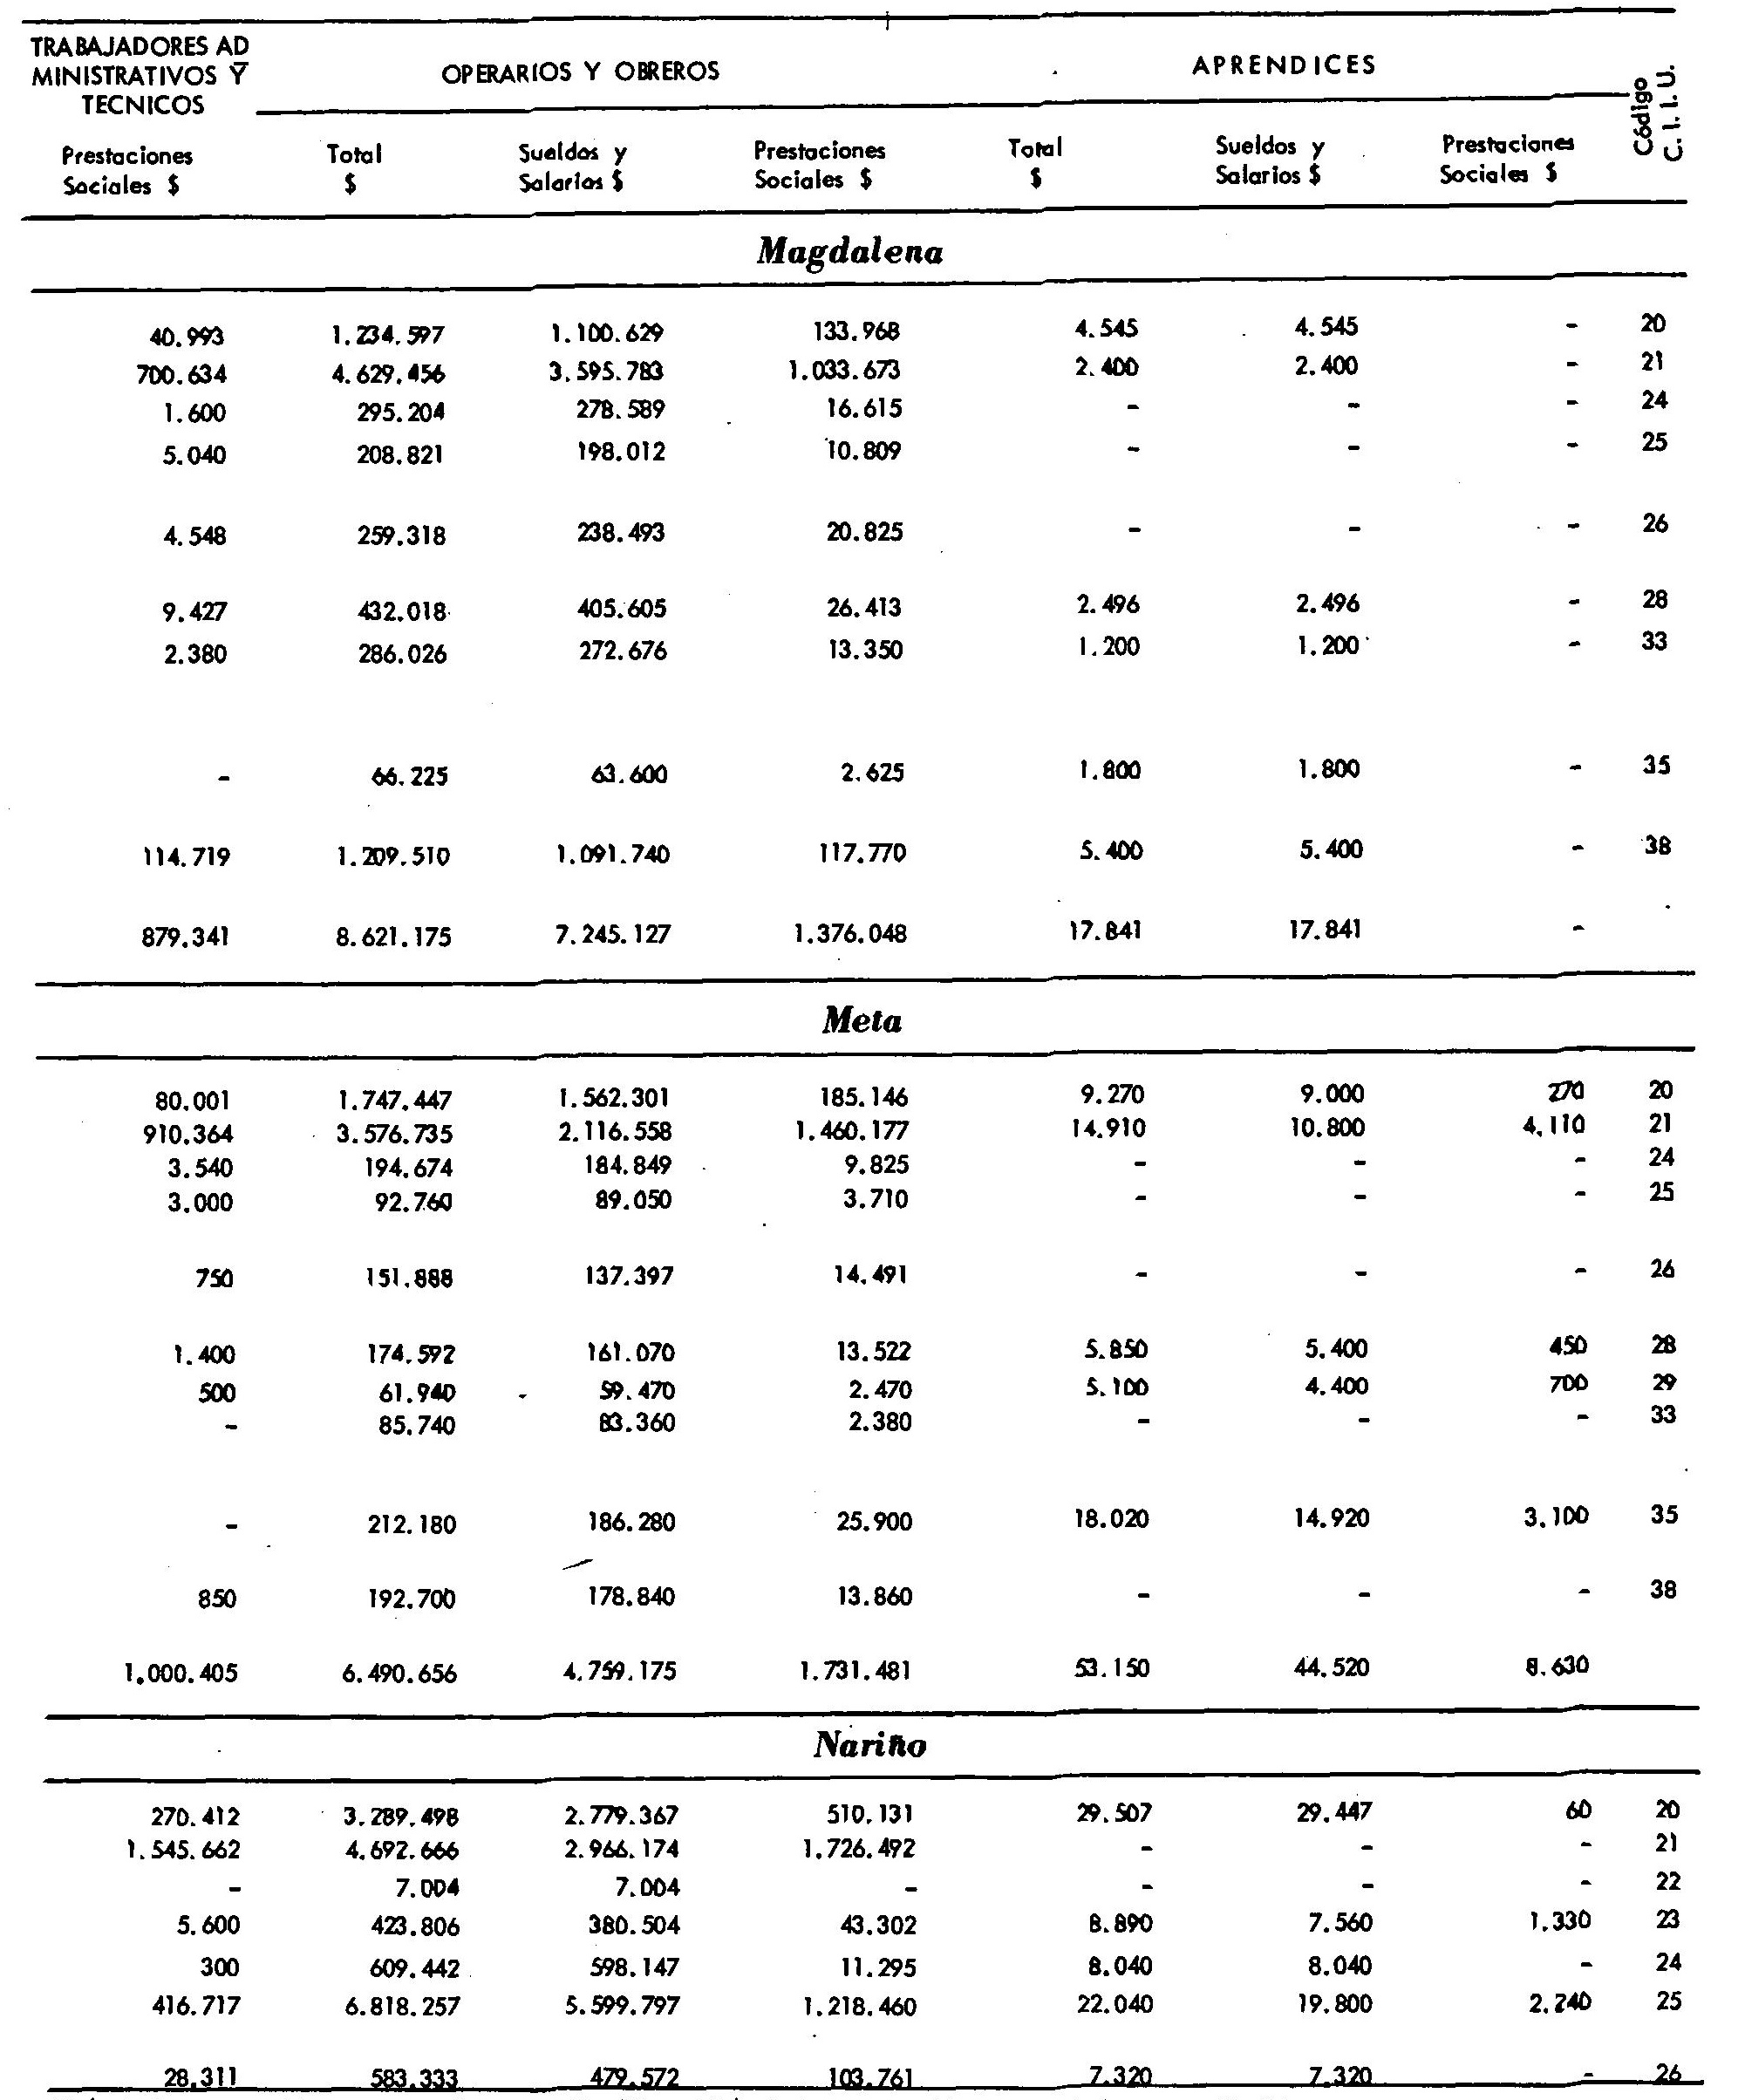 TRABAJADORES AD
MINISTRATIVOS Y
TECNICOS
OPERARIOS Y OBREROS
APRENDICES
Código
C. I. I. U.
Prestaciones Total Sueldos y Prestaciones Total Sueldos y Prestaciones
Sociales $ $ Salarios $ Sociales $ $ Salarios $ Sociales $
Magdalena
40.993 1.234.597 1.100.629 133.968 4.545 4.545 - 20
700.634 4.629.456 3.595.783 1.033.673 2.400 2.400 - 21
1.600 295.204 278.589 16.615 - - - 24
5.040 208.821 198.012 10.809 - - - 25
4.548 259.318 238.493 20.825 - - - 26
9.427 432.018 405.605 26.413 2.496 2.496 - 28
2.380 286.026 272.676 13.350 1.200 1.200 - 33
- 66.225 63.600 2.625 1.800 1.800 - 35
114.719 1.209.510 1.091.740 117.770 5.400 5.400 - 38
879.341 8.621.175 7.245.127 1.376.048 17.841 17.841 -
Meta
80.001 1.747.447 1.562.301 185.146 9.270 9.000 270 20
910.364 3.576.735 2.116.558 1.460.177 14.910 10.800 4.110 21
3.540 194.674 184.849 9.825 - - - 24
3.000 92.760 89.050 3.710 - - - 25
750 151.888 137.397 14.491 - - - 26
1.400 174.592 161.070 13.522 5.850 5.400 450 28
500 61.940 59.470 2.470 5.100 4.400 700 29
- 85.740 83.360 2.380 - - - 33
- 212.180 186.280 25.900 18.020 14.920 3.100 35
850 192.700 178.840 13.860 - - - 38
1.000.405 6.490.656 4.759.175 1.731.481 53.150 44.520 8.630
Nariño
270.412 3.289.498 2.779.367 510.131 29.507 29.447 60 20
1.545.662 4.692.666 2.966.174 1.726.492 - - - 21
- 7.004 7.004 - - - - 22
5.600 423.806 380.504 43.302 8.890 7.560 1.330 23
300 609.442 598.147 11.295 8.040 8.040 - 24
416.717 6.818.257 5.599.797 1.218.460 22.040 19.800 2.240 25
28.311 583.333 479.572 103.761 7.320 7.320 - 26